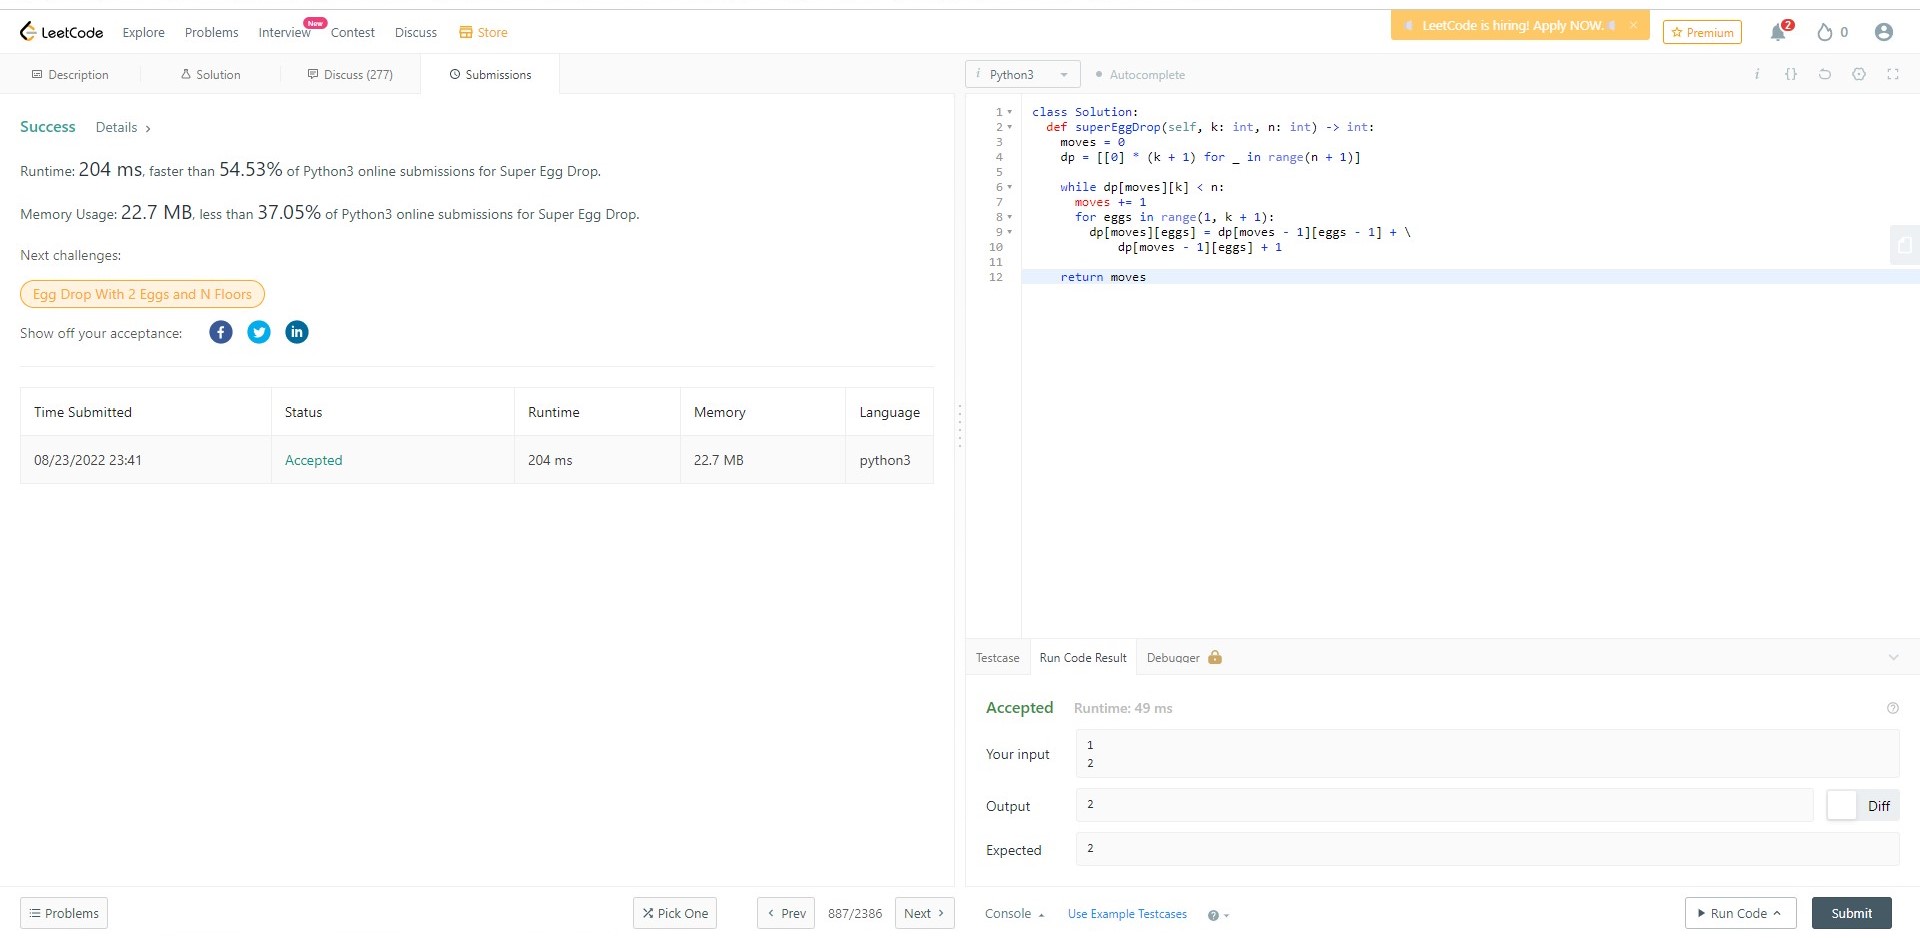 LeetCode Explore Problems Interview New Contest Discuss Store LeetCode is hiring! Apply NOW. × Premium 2 0
Description Solution Discuss (277) Submissions
i Python3 Autocomplete i {}
Success Details >
Runtime: 204 ms, faster than 54.53% of Python3 online submissions for Super Egg Drop.
Memory Usage: 22.7 MB, less than 37.05% of Python3 online submissions for Super Egg Drop.
Next challenges:
Egg Drop With 2 Eggs and N Floors
Show off your acceptance: f in
Time Submitted Status Runtime Memory Language
08/23/2022 23:41 Accepted 204 ms 22.7 MB python3
1 class Solution:
2 def superEggDrop(self, k: int, n: int) -> int:
3 moves = 0
4 dp = [[0] * (k + 1) for _ in range(n + 1)]
5
6 while dp[moves][k] < n:
7 moves += 1
8 for eggs in range(1, k + 1):
9 dp[moves][eggs] = dp[moves - 1][eggs - 1] + \
10 dp[moves - 1][eggs] + 1
11
12 return moves
Testcase Run Code Result Debugger
Accepted Runtime: 49 ms ?
Your input 1
2
Output 2 Diff
Expected 2
Problems Pick One < Prev 887/2386 Next >
Console Use Example Testcases ? Run Code Submit